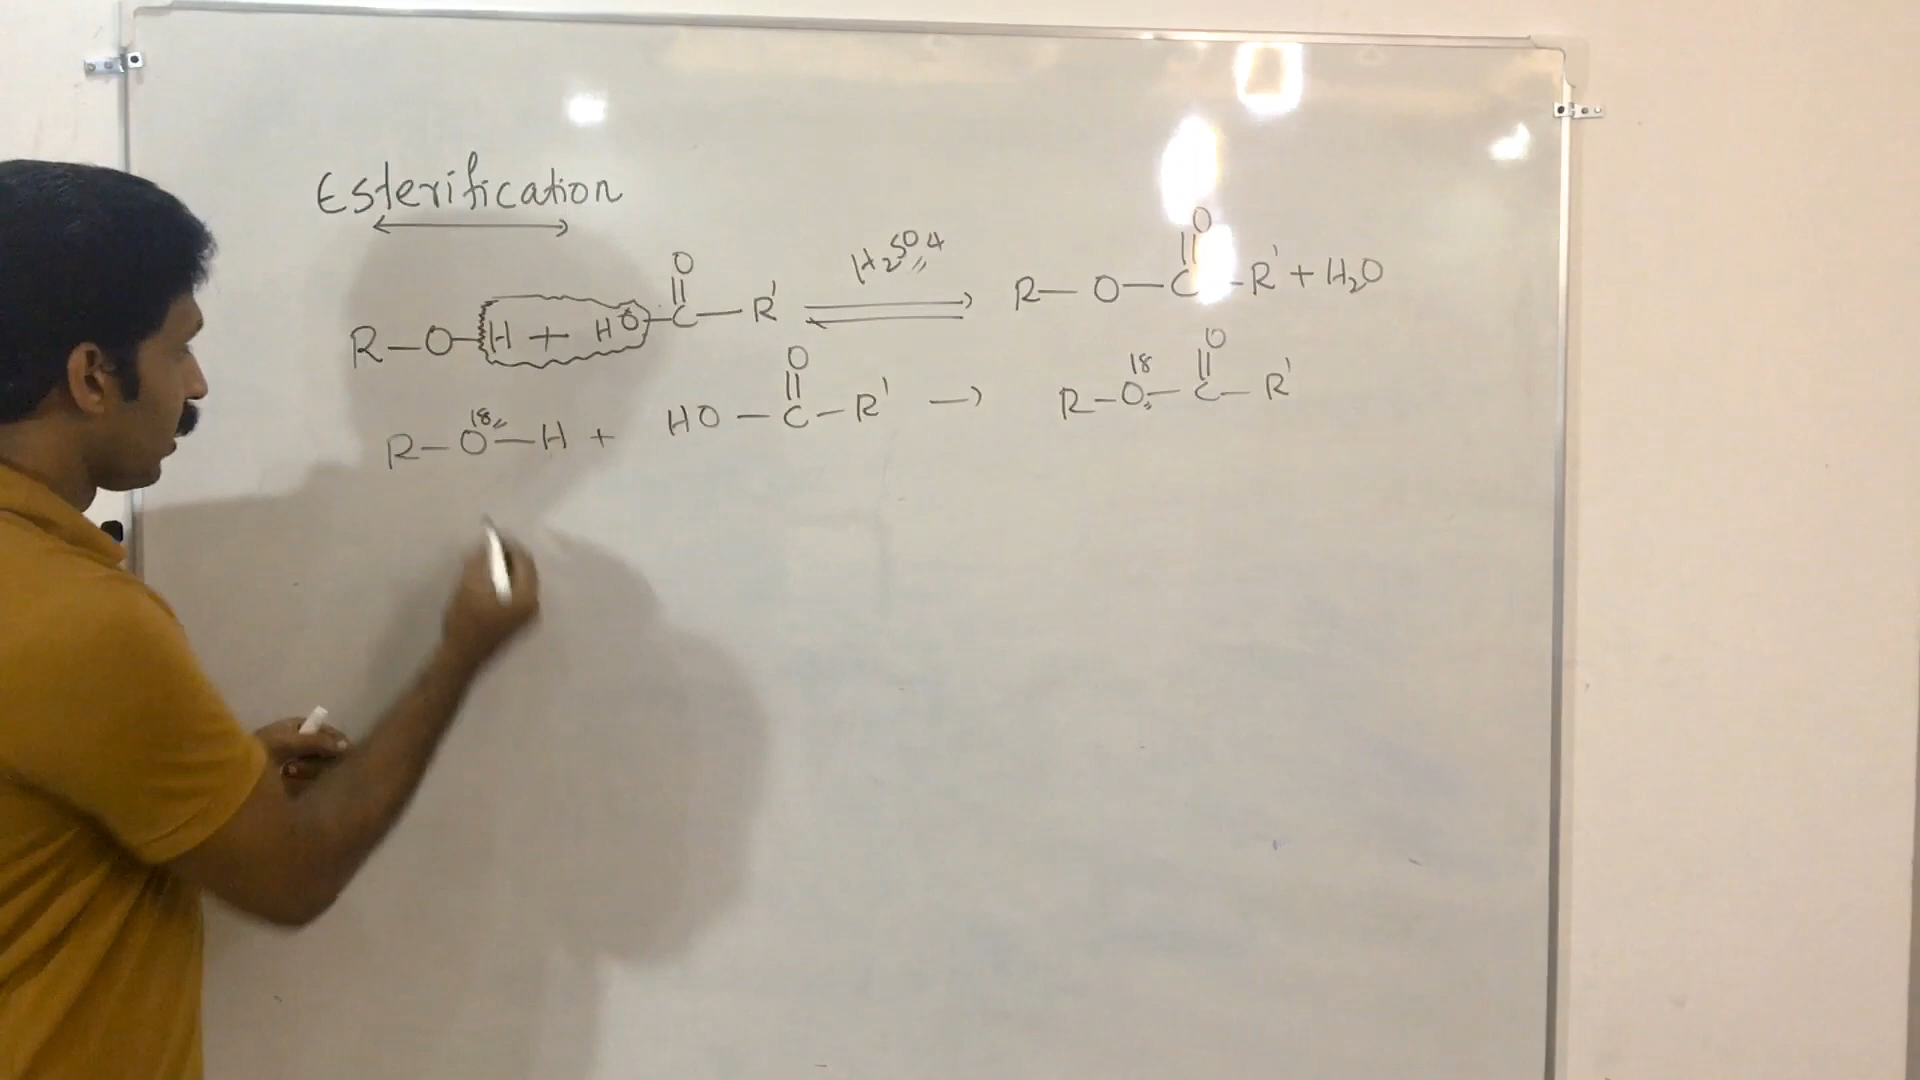 Esterification
R—O—H + HO—C(=O)—R' ⇌ (H2SO4) R—O—C(=O)—R' + H2O
R—O¹⁸—H + HO—C(=O)—R' → R—O¹⁸—C(=O)—R'